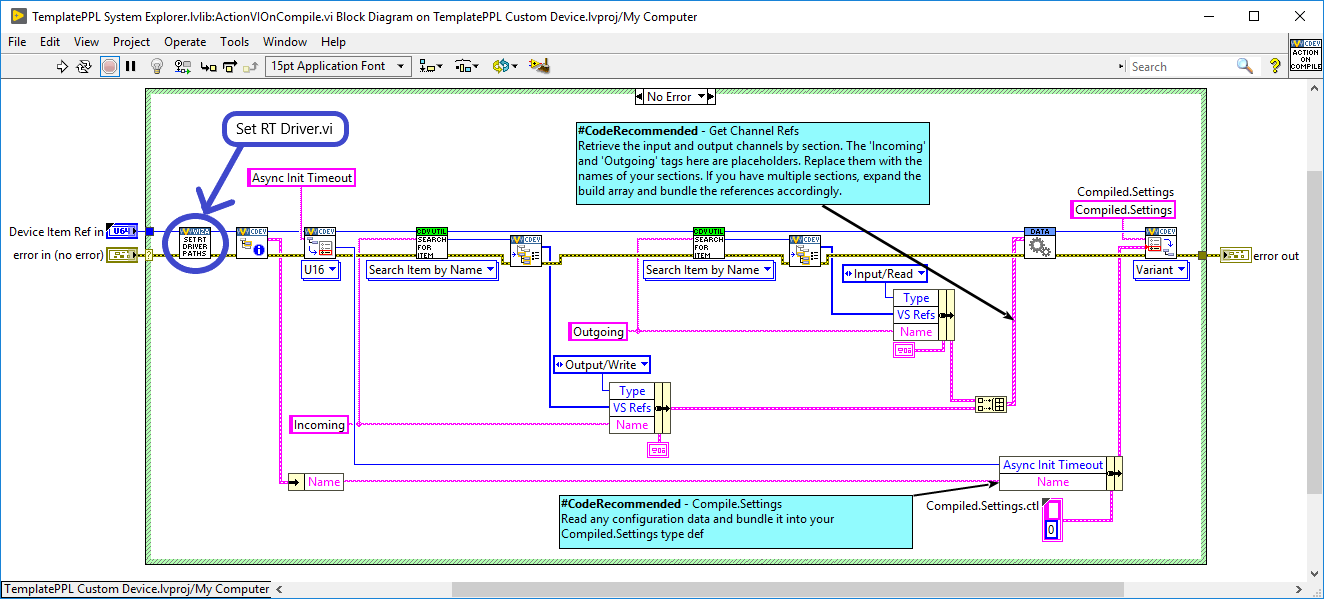 TemplatePPL System Explorer.lvlib:ActionVIOnCompile.vi Block Diagram on TemplatePPL Custom Device.lvproj/My Computer
File Edit View Project Operate Tools Window Help
15pt Application Font
Search
CDEV
ACTION
ON
COMPILE
No Error
Set RT Driver.vi
#CodeRecommended - Get Channel Refs
Retrieve the input and output channels by section. The 'Incoming'
and 'Outgoing' tags here are placeholders. Replace them with the
names of your sections. If you have multiple sections, expand the
build array and bundle the references accordingly.
Async Init Timeout
Compiled.Settings
Compiled.Settings
Device Item Ref in
U64
error in (no error)
WIZA
SETRT
DRIVER
PATHS
CDEV
CDEV
U16
CDV UTIL
SEARCH
FOR
ITEM
Search Item by Name
CDEV
CDV UTIL
SEARCH
FOR
ITEM
Search Item by Name
CDEV
DATA
CDEV
Variant
error out
Input/Read
Type
VS Refs
Name
Outgoing
Output/Write
Type
VS Refs
Name
Incoming
Name
Async Init Timeout
Name
#CodeRecommended - Compile.Settings
Read any configuration data and bundle it into your
Compiled.Settings type def
Compiled.Settings.ctl
0
TemplatePPL Custom Device.lvproj/My Computer